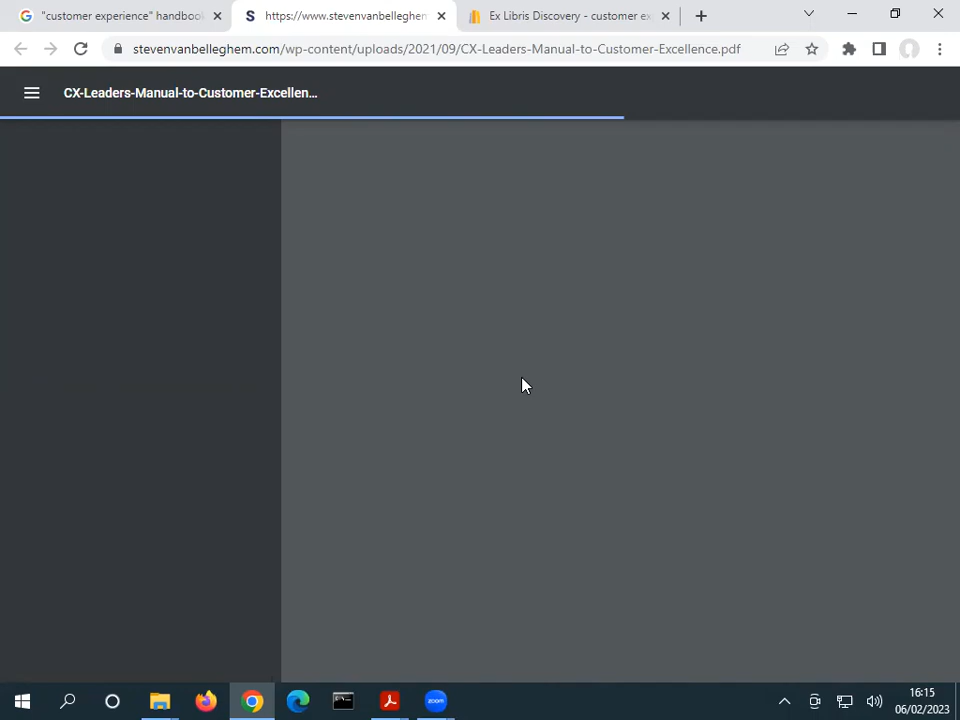 "customer experience" handbook
https://www.stevenvanbelleghem
Ex Libris Discovery - customer ex
stevenvanbelleghem.com/wp-content/uploads/2021/09/CX-Leaders-Manual-to-Customer-Excellence.pdf
CX-Leaders-Manual-to-Customer-Excellen...
zoom
16:15
06/02/2023